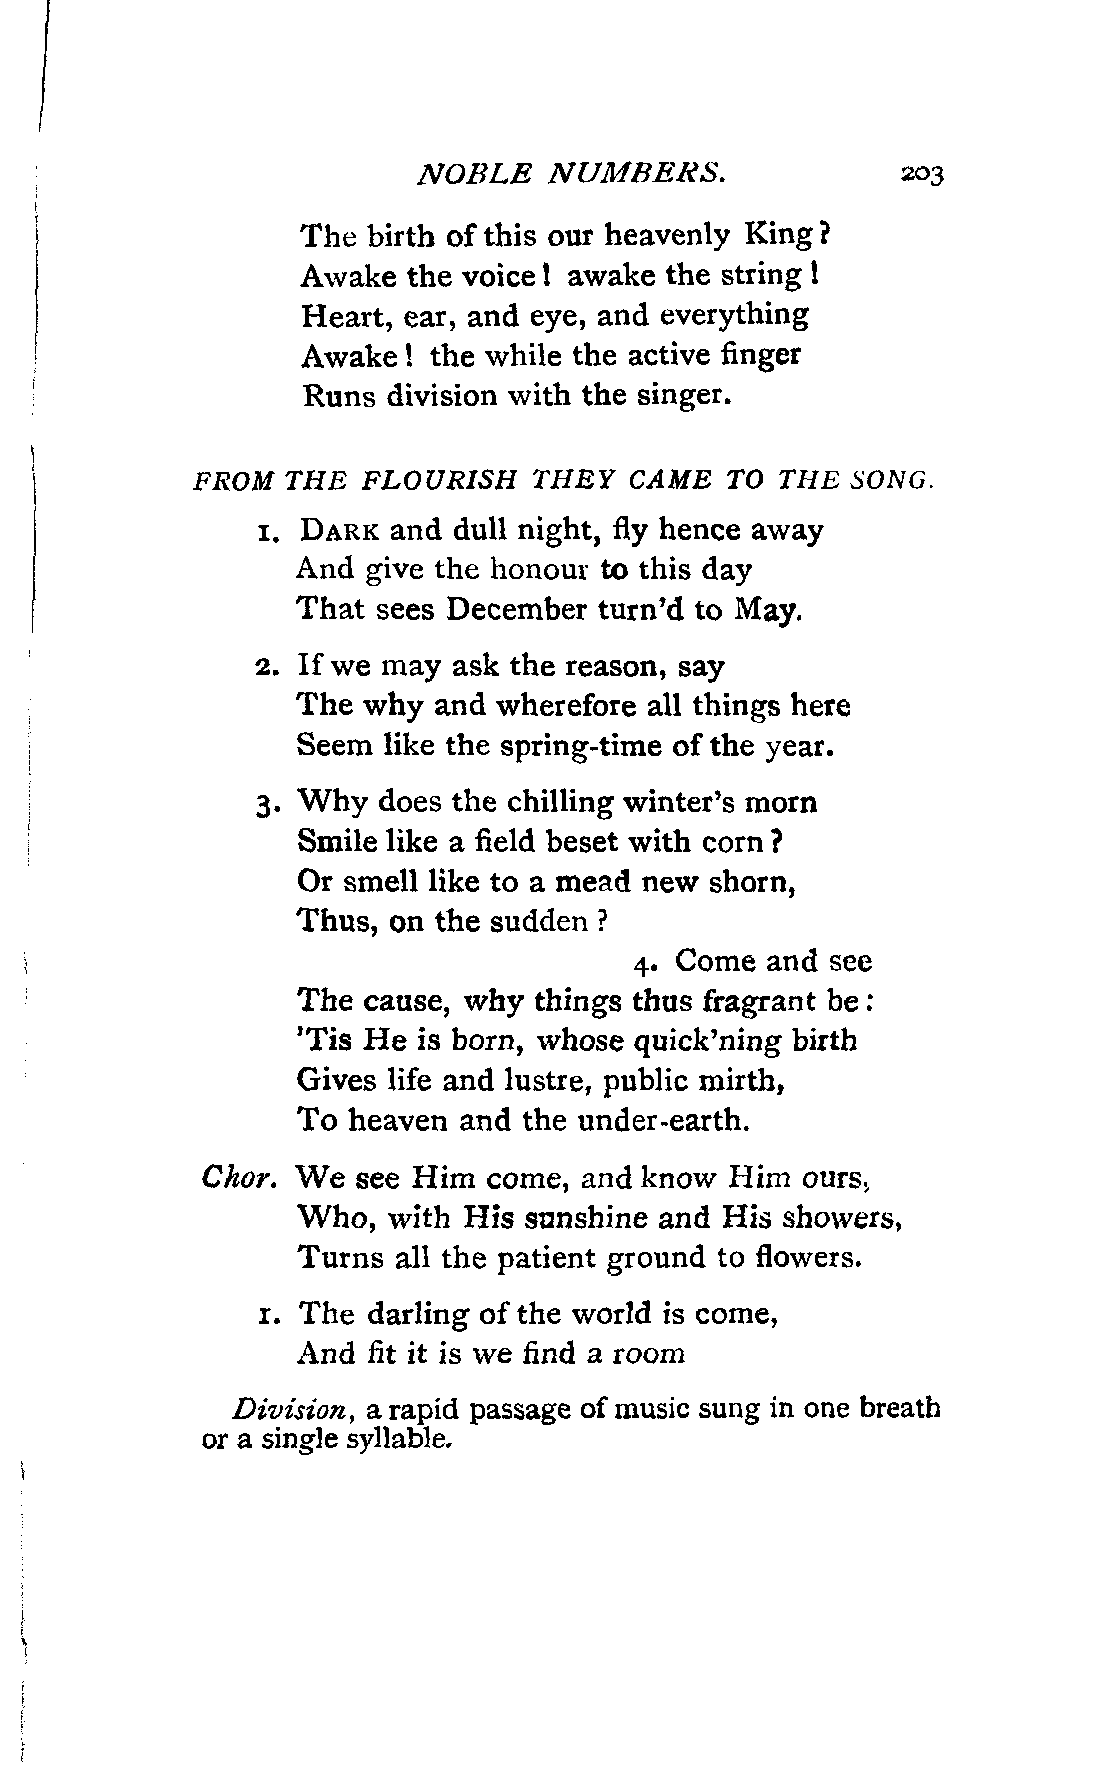 NOBLE NUMBERS. 203
The birth of this our heavenly King?
Awake the voice! awake the string!
Heart, ear, and eye, and everything
Awake! the while the active finger
Runs division with the singer.
FROM THE FLOURISH THEY CAME TO THE SONG.
1. DARK and dull night, fly hence away
And give the honour to this day
That sees December turn'd to May.
2. If we may ask the reason, say
The why and wherefore all things here
Seem like the spring-time of the year.
3. Why does the chilling winter's morn
Smile like a field beset with corn?
Or smell like to a mead new shorn,
Thus, on the sudden?
4. Come and see
The cause, why things thus fragrant be:
'Tis He is born, whose quick'ning birth
Gives life and lustre, public mirth,
To heaven and the under-earth.
Chor. We see Him come, and know Him ours,
Who, with His sunshine and His showers,
Turns all the patient ground to flowers.
1. The darling of the world is come,
And fit it is we find a room
Division, a rapid passage of music sung in one breath
or a single syllable.